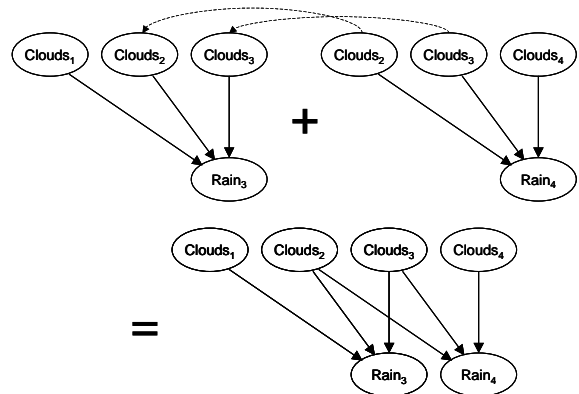 Clouds₁ Clouds₂ Clouds₃ Clouds₂ Clouds₃ Clouds₄
+
Rain₃ Rain₄
Clouds₁ Clouds₂ Clouds₃ Clouds₄
=
Rain₃ Rain₄